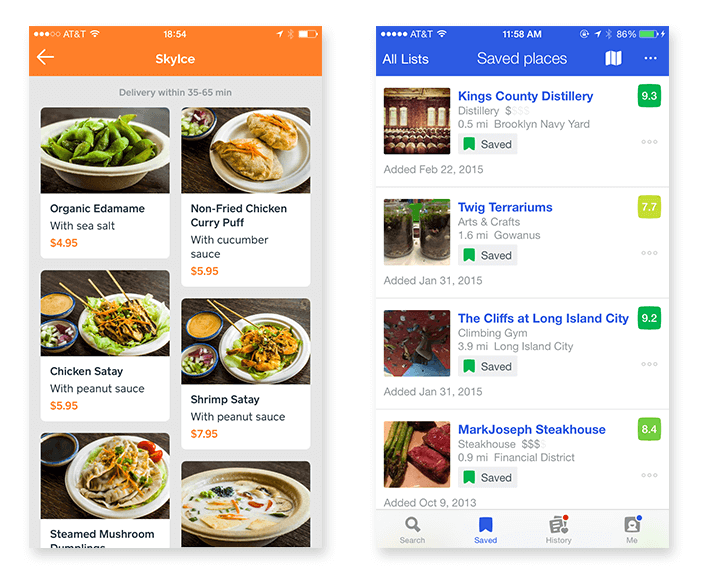 AT&T 18:54
SkyIce
Delivery within 35-65 min
Organic Edamame
With sea salt
$4.95
Non-Fried Chicken
Curry Puff
With cucumber
sauce
$5.95
Chicken Satay
With peanut sauce
$5.95
Shrimp Satay
With peanut sauce
$7.95
Steamed Mushroom
Dumplings
AT&T 11:58 AM 86%
All Lists Saved places
Kings County Distillery 9.3
Distillery $$$$
0.5 mi Brooklyn Navy Yard
Saved
Added Feb 22, 2015
Twig Terrariums 7.7
Arts & Crafts
1.6 mi Gowanus
Saved
Added Jan 31, 2015
The Cliffs at Long Island City 9.2
Climbing Gym
3.9 mi Long Island City
Saved
Added Jan 31, 2015
MarkJoseph Steakhouse 8.4
Steakhouse $$$
0.9 mi Financial District
Saved
Added Oct 9, 2013
Search Saved History Me